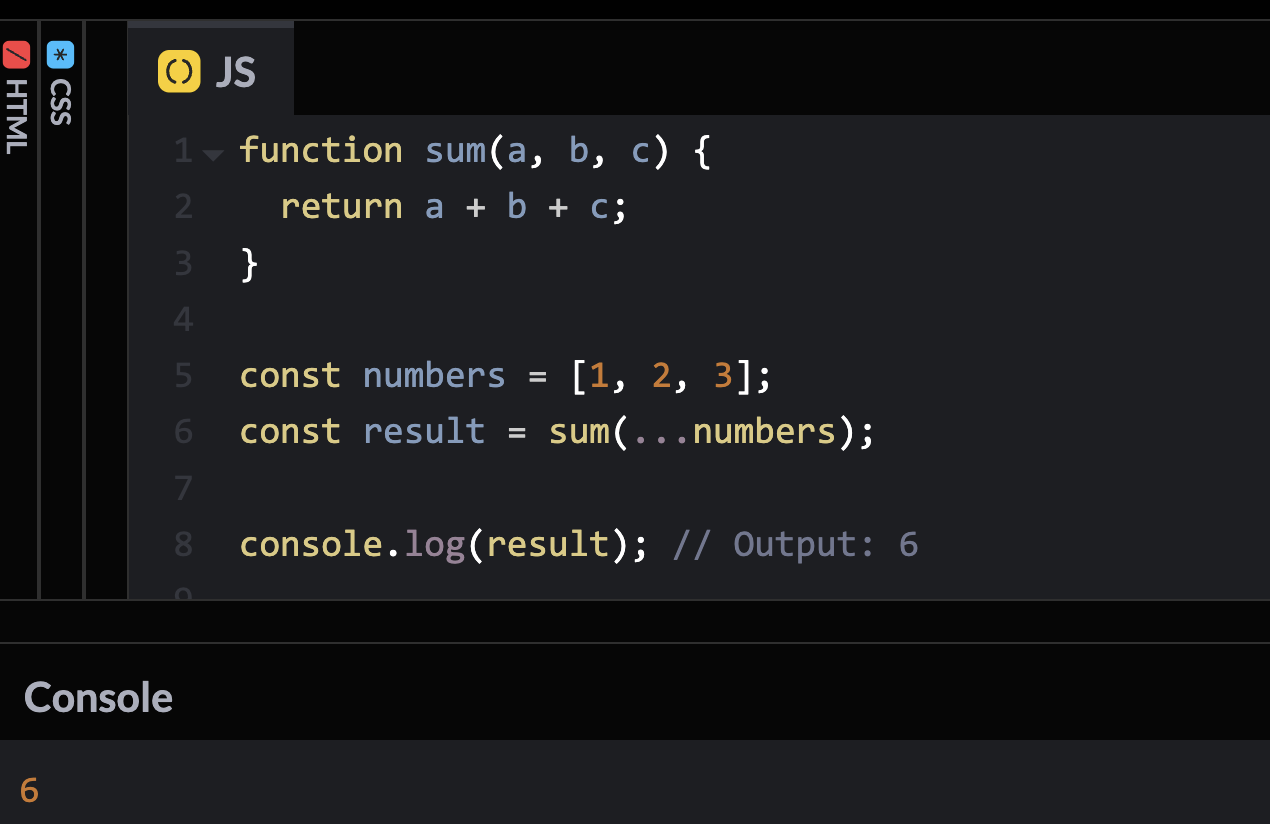 HTML
* CSS
() JS
1 function sum(a, b, c) {
2   return a + b + c;
3 }
4
5 const numbers = [1, 2, 3];
6 const result = sum(...numbers);
7
8 console.log(result); // Output: 6
9
Console
6